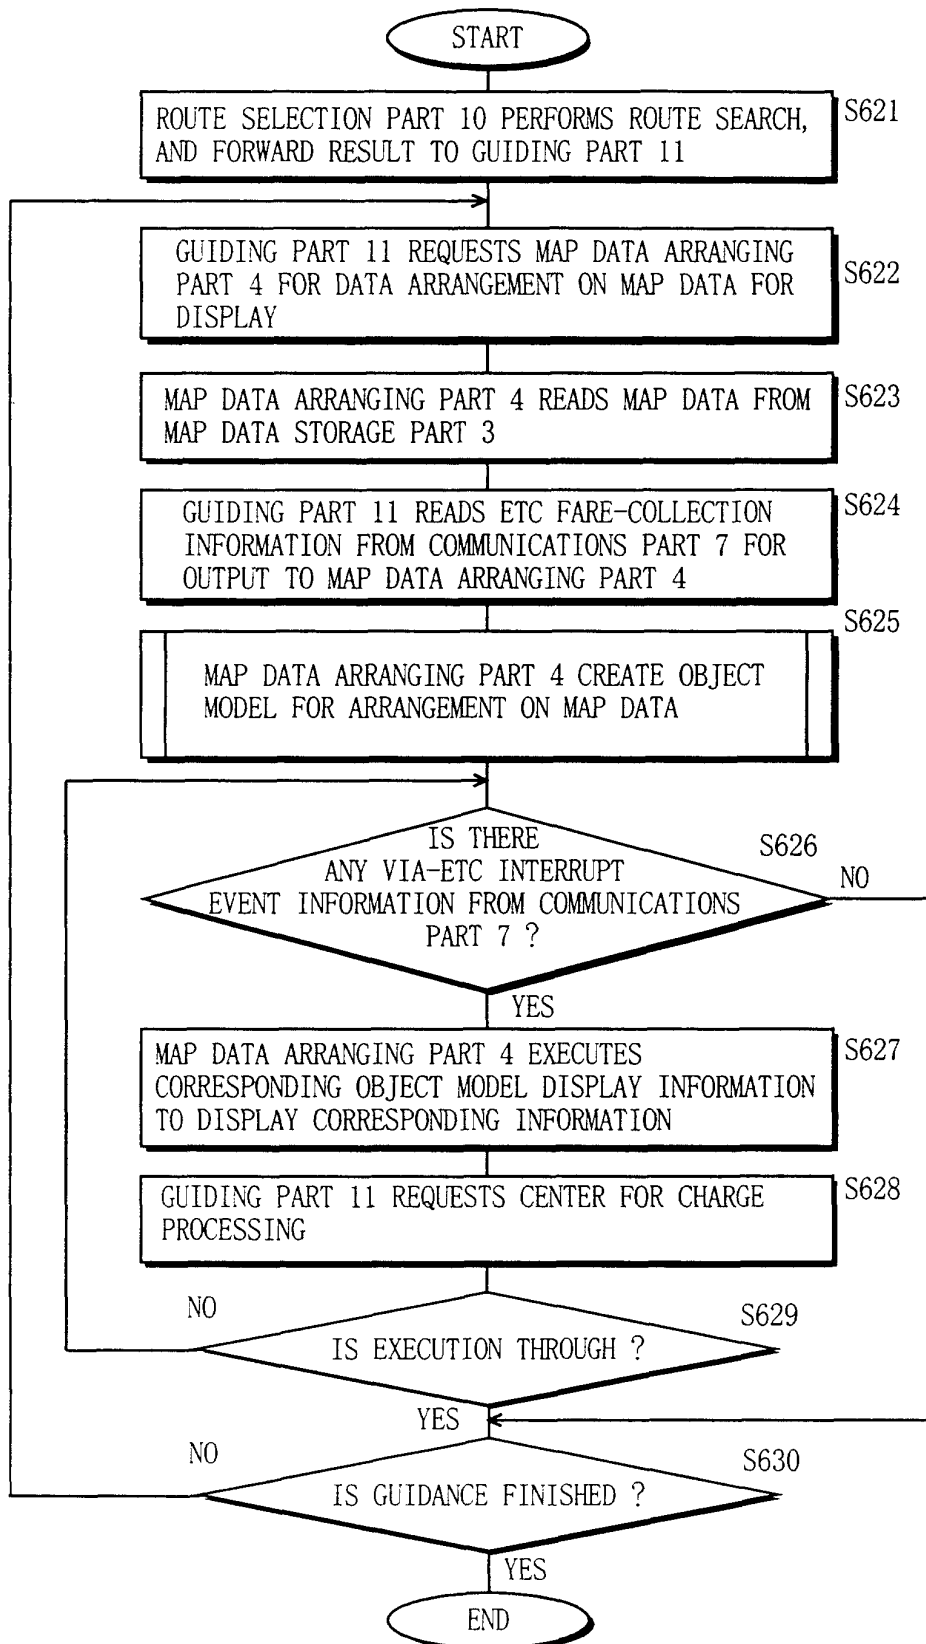 START
ROUTE SELECTION PART 10 PERFORMS ROUTE SEARCH,
AND FORWARD RESULT TO GUIDING PART 11
S621
GUIDING PART 11 REQUESTS MAP DATA ARRANGING
PART 4 FOR DATA ARRANGEMENT ON MAP DATA FOR
DISPLAY
S622
MAP DATA ARRANGING PART 4 READS MAP DATA FROM
MAP DATA STORAGE PART 3
S623
GUIDING PART 11 READS ETC FARE-COLLECTION
INFORMATION FROM COMMUNICATIONS PART 7 FOR
OUTPUT TO MAP DATA ARRANGING PART 4
S624
S625
MAP DATA ARRANGING PART 4 CREATE OBJECT
MODEL FOR ARRANGEMENT ON MAP DATA
IS THERE
ANY VIA-ETC INTERRUPT
EVENT INFORMATION FROM COMMUNICATIONS
PART 7 ?
S626
NO
YES
MAP DATA ARRANGING PART 4 EXECUTES
CORRESPONDING OBJECT MODEL DISPLAY INFORMATION
TO DISPLAY CORRESPONDING INFORMATION
S627
GUIDING PART 11 REQUESTS CENTER FOR CHARGE
PROCESSING
S628
NO
S629
IS EXECUTION THROUGH ?
YES
NO
S630
IS GUIDANCE FINISHED ?
YES
END